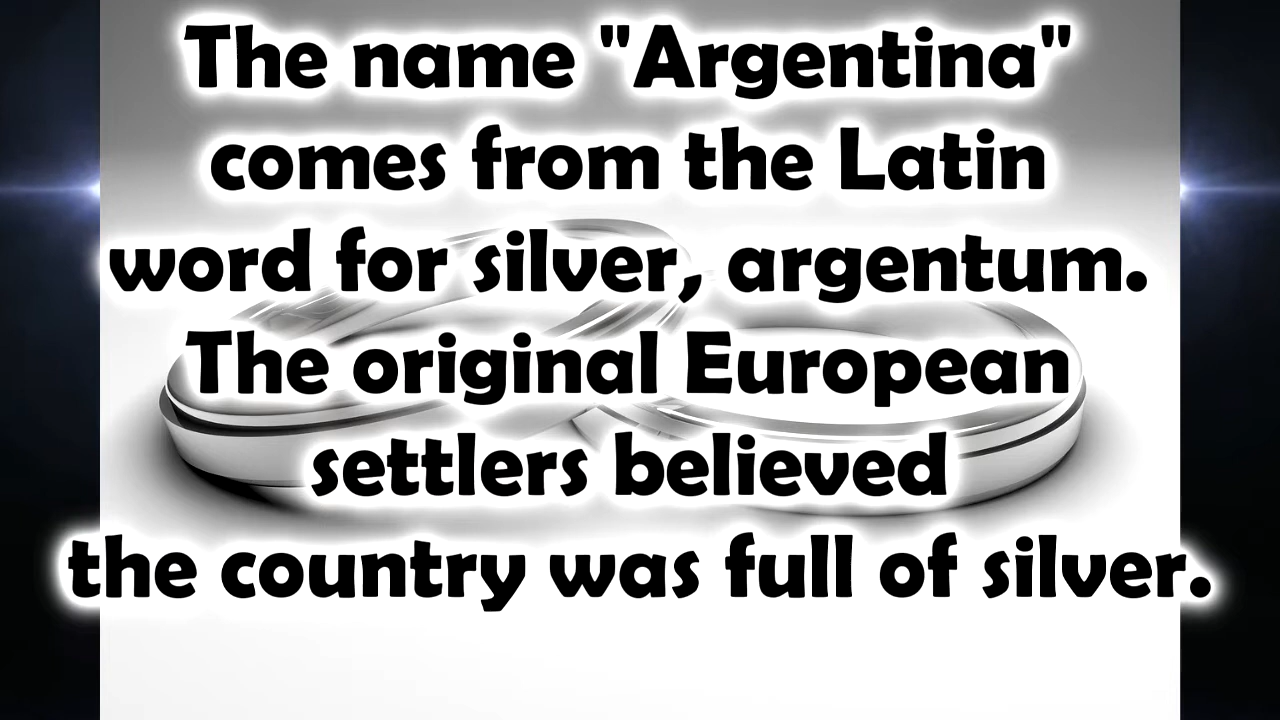 The name "Argentina"
comes from the Latin
word for silver, argentum.
The original European
settlers believed
the country was full of silver.